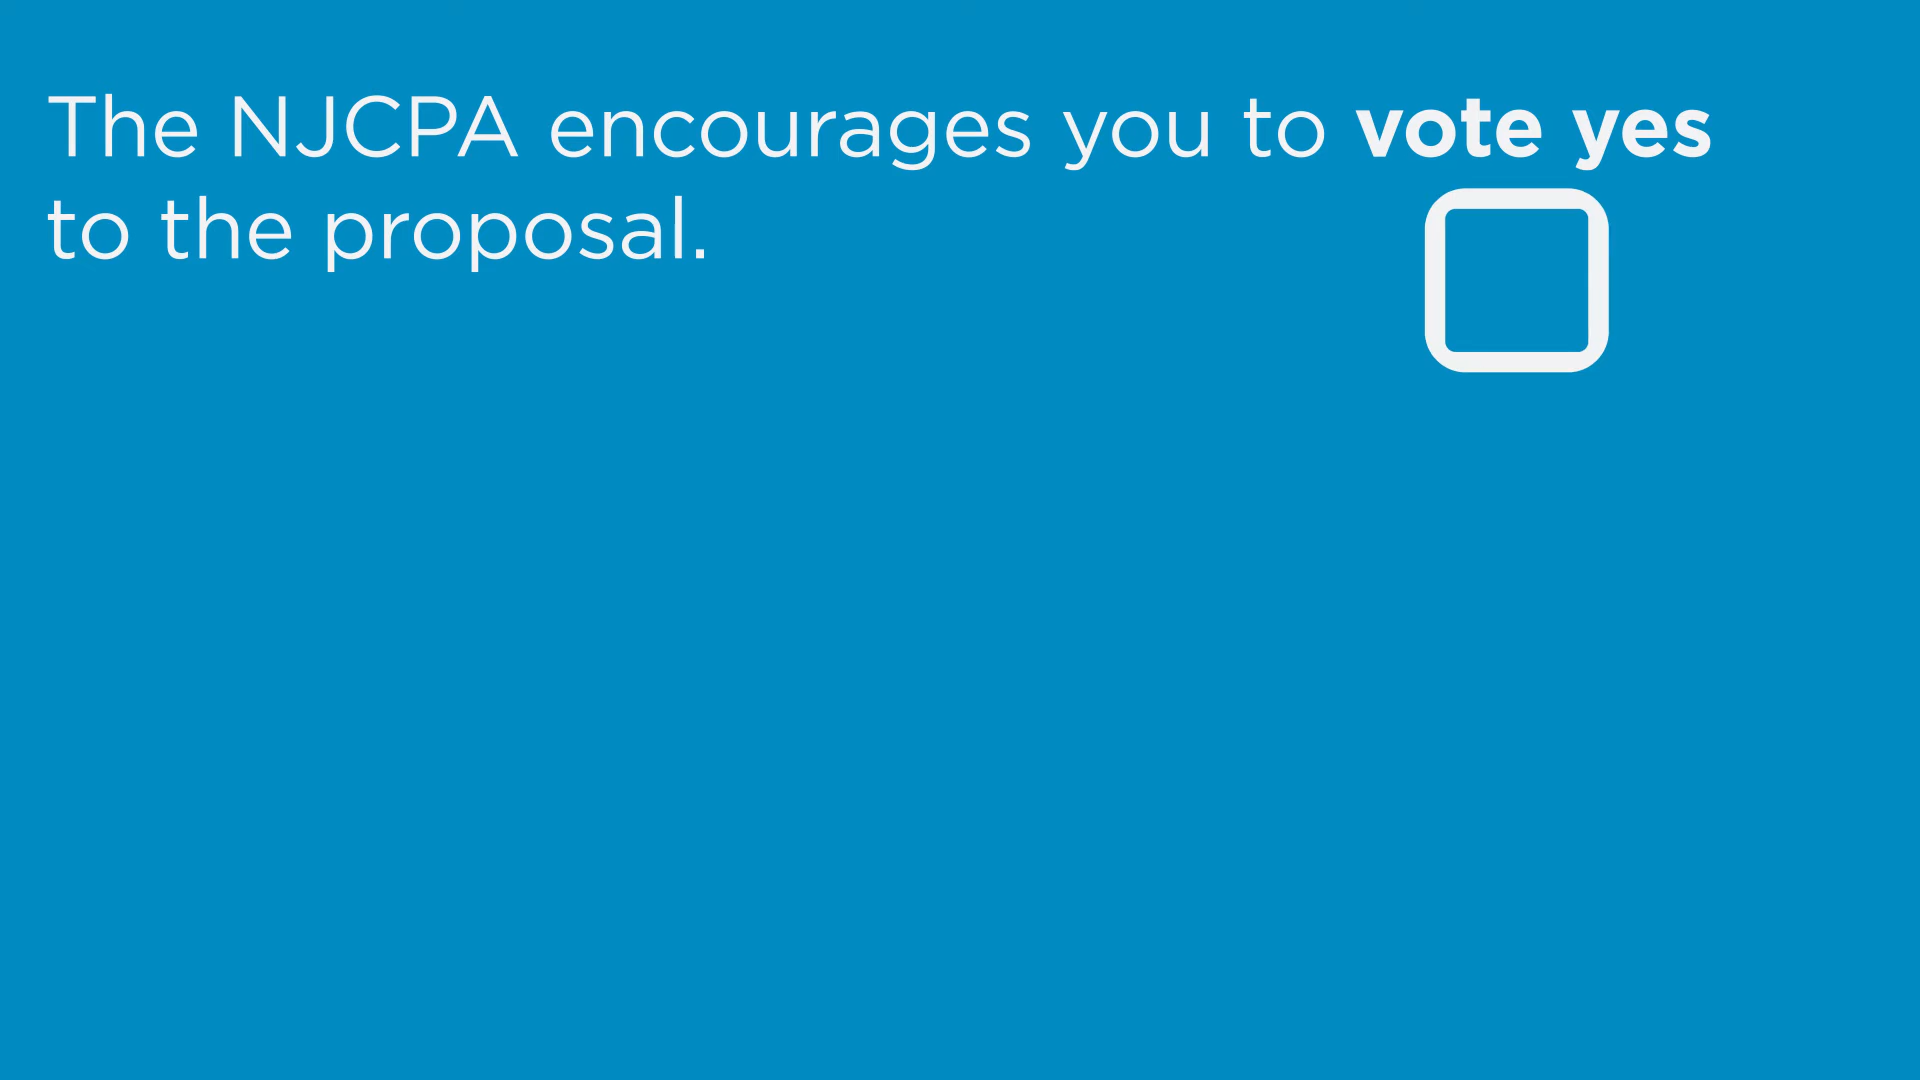 The NJCPA encourages you to vote yes
to the proposal.